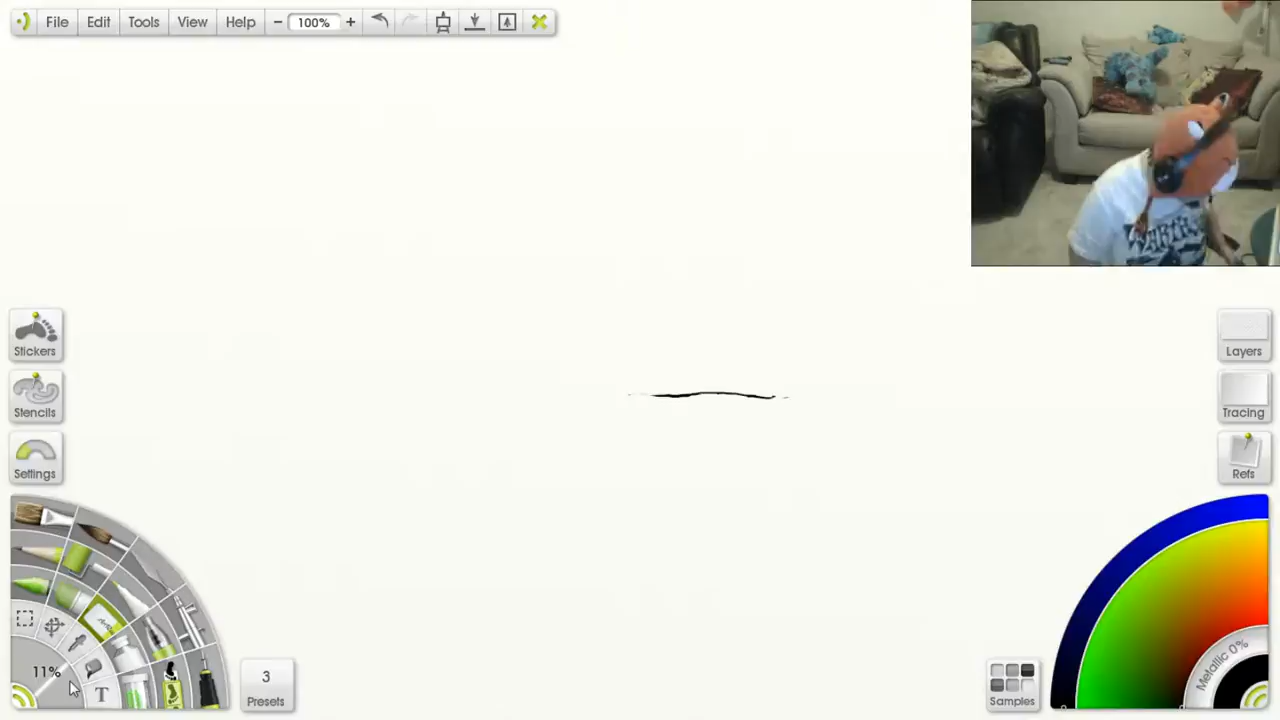 File Edit Tools View Help − 100% +
Stickers
Stencils
Settings
Layers
Tracing
Refs
11%
T
3
Presets
Samples
Metallic 0%